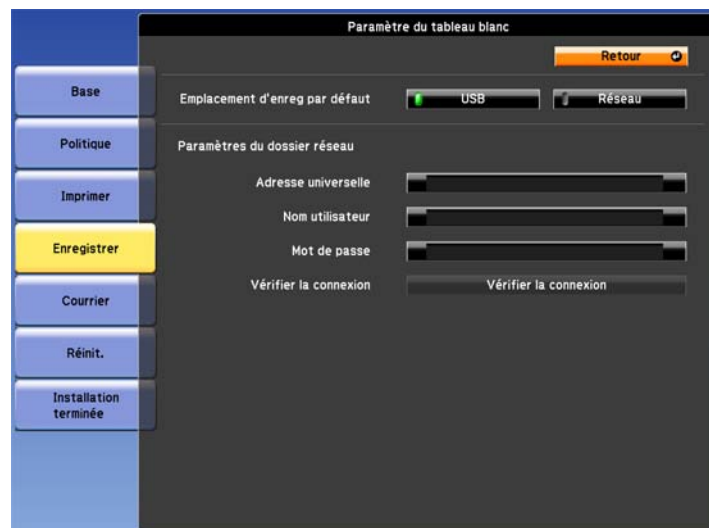 Paramètre du tableau blanc
Retour
Base
Politique
Imprimer
Enregistrer
Courrier
Réinit.
Installation
terminée
Emplacement d'enreg par défaut
USB
Réseau
Paramètres du dossier réseau
Adresse universelle
Nom utilisateur
Mot de passe
Vérifier la connexion
Vérifier la connexion